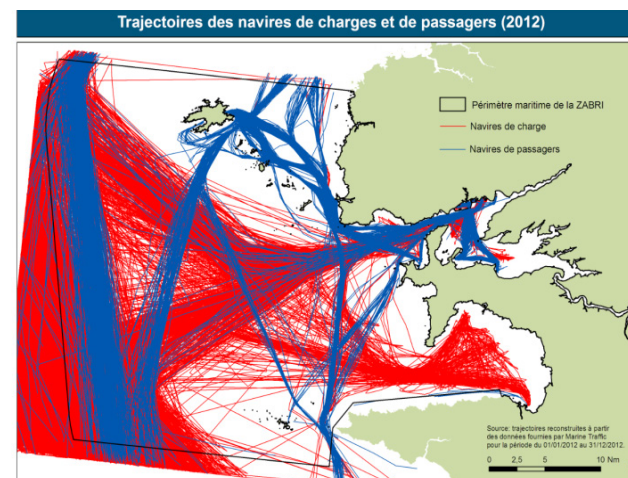 Trajectoires des navires de charges et de passagers (2012)
Périmètre maritime de la ZABRI
Navires de charge
Navires de passagers
Source: trajectoires reconstruites à partir
des données fournies par Marine Traffic
pour la période du 01/01/2012 au 31/12/2012.
0 2.5 5 10 Nm